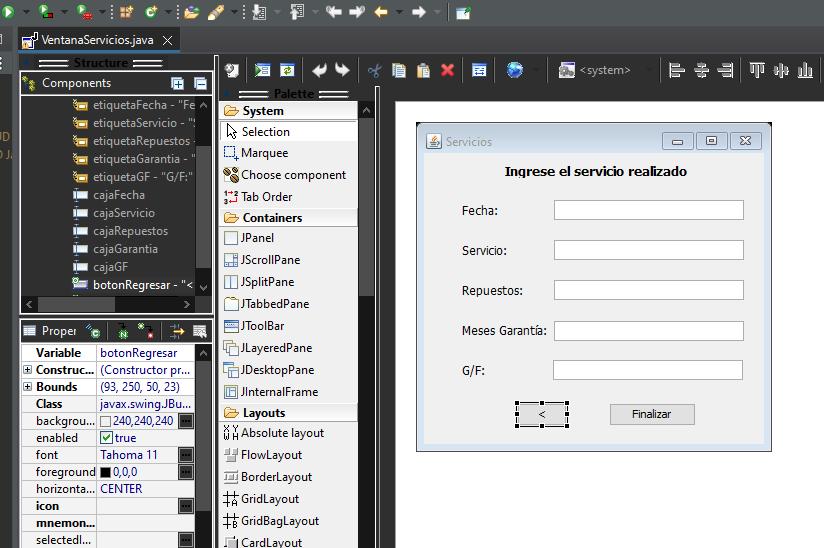 VentanaServicios.java
Structure
Components
etiquetaFecha - "Fe
etiquetaServicio - "S
etiquetaRepuestos -
etiquetaGarantia - "
etiquetaGF - "G/F:"
cajaFecha
cajaServicio
cajaRepuestos
cajaGarantia
cajaGF
botonRegresar - "<
Proper
Variable botonRegresar
Construc... (Constructor pr...
Bounds (93, 250, 50, 23)
Class javax.swing.JBu...
backgrou... 240,240,240
enabled true
font Tahoma 11
foreground 0,0,0
horizonta... CENTER
icon
mnemon...
selectedI...
<system>
Palette
System
Selection
Marquee
Choose component
Tab Order
Containers
JPanel
JScrollPane
JSplitPane
JTabbedPane
JToolBar
JLayeredPane
JDesktopPane
JInternalFrame
Layouts
Absolute layout
FlowLayout
BorderLayout
GridLayout
GridBagLayout
CardLayout
Servicios
Ingrese el servicio realizado
Fecha:
Servicio:
Repuestos:
Meses Garantía:
G/F:
< Finalizar